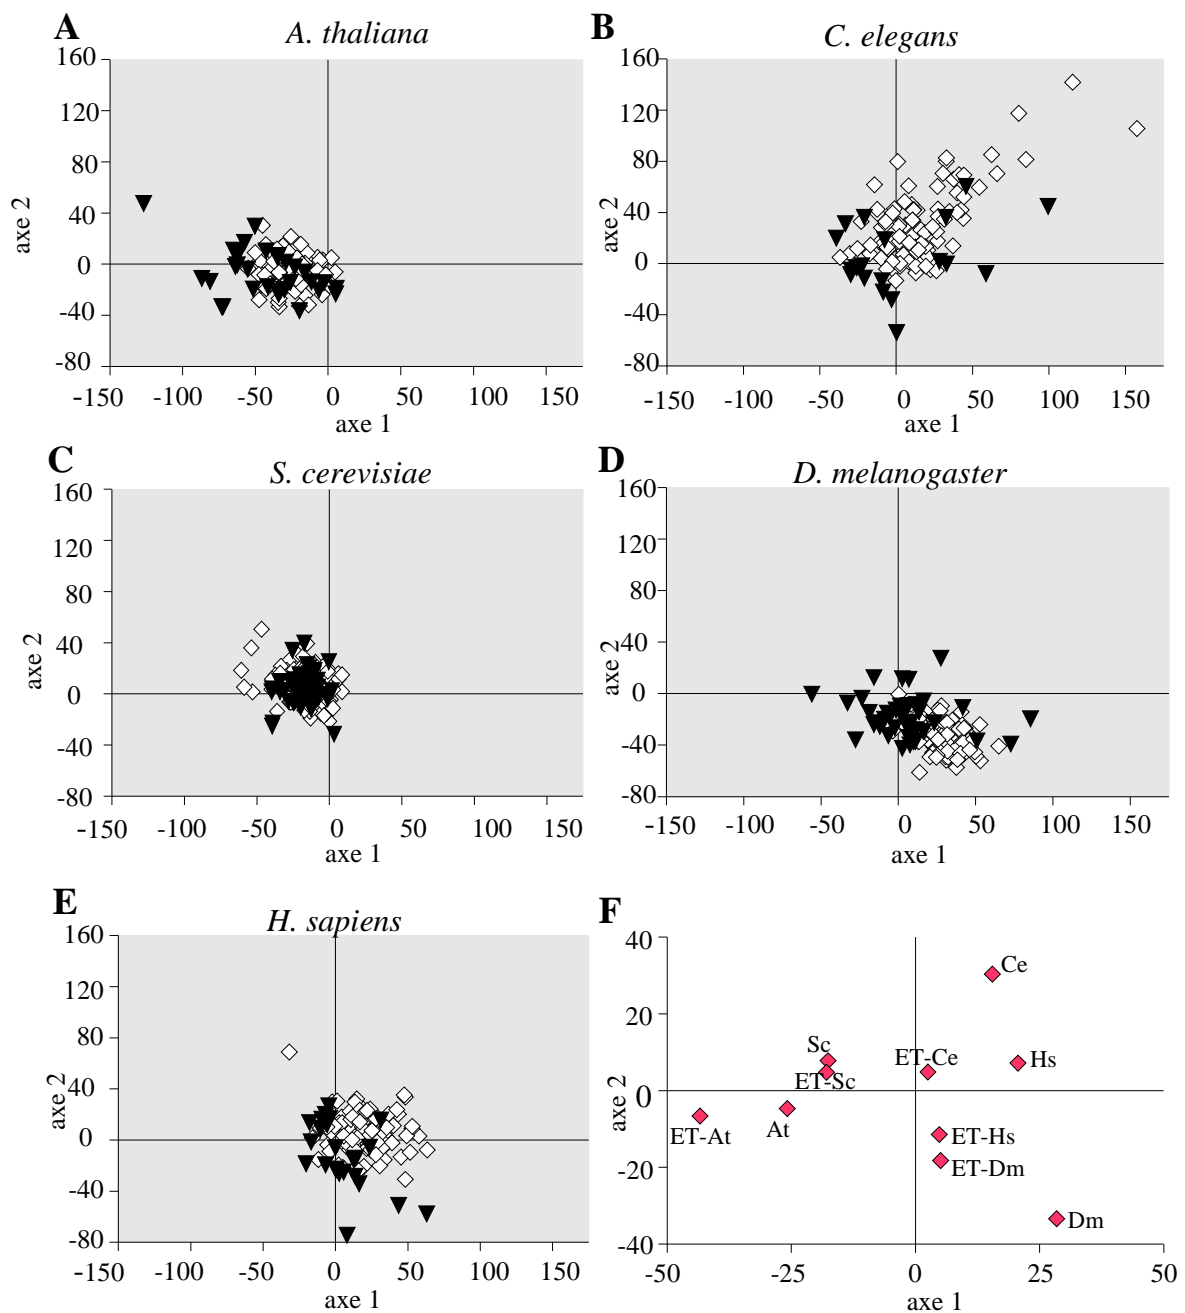 A
A. thaliana
160
120
80
40
0
-40
-80
axe 2
-150 -100 -50 0 50 100 150
axe 1
B
C. elegans
160
120
80
40
0
-40
-80
axe 2
-150 -100 -50 0 50 100 150
axe 1
C
S. cerevisiae
160
120
80
40
0
-40
-80
axe 2
-150 -100 -50 0 50 100 150
axe 1
D
D. melanogaster
160
120
80
40
0
-40
-80
axe 2
-150 -100 -50 0 50 100 150
axe 1
E
H. sapiens
160
120
80
40
0
-40
-80
axe 2
-150 -100 -50 0 50 100 150
axe 1
F
40
20
0
-20
-40
axe 2
Ce
Sc
ET-Ce
Hs
ET-Sc
ET-At
At
ET-Hs
ET-Dm
Dm
-50 -25 0 25 50
axe 1